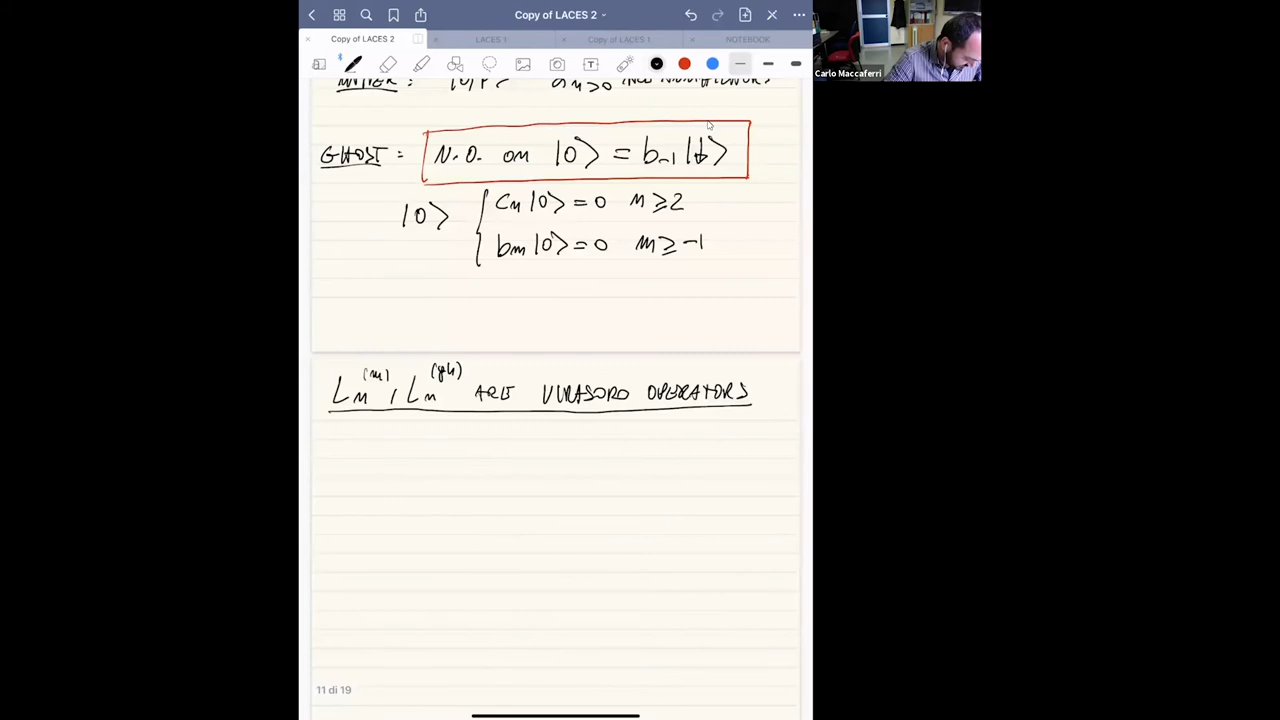 Copy of LACES 2
Copy of LACES 2 LACES 1 Copy of LACES 1 NOTEBOOK
Carlo Maccaferri
MATTER :
GHOST = N.O. on |0⟩ = b₋₁ |↓⟩
|0⟩ { cₙ |0⟩ = 0 n ≥ 2
bₘ |0⟩ = 0 m ≥ -1
Lₙ^(m), Lₙ^(gh) ARE VIRASORO OPERATORS
11 di 19